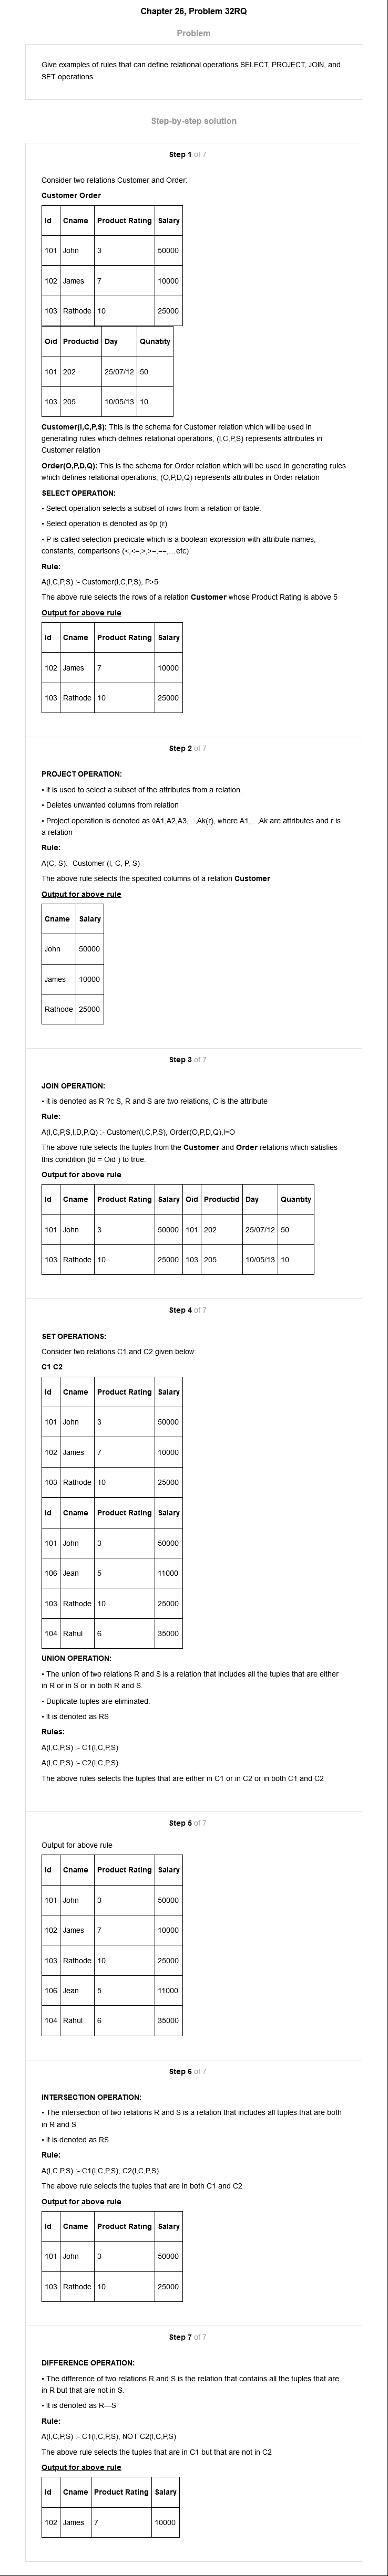 Chapter 26, Problem 32RQ
Problem
Give examples of rules that can define relational operations SELECT, PROJECT, JOIN, and
SET operations.
Step-by-step solution
Step 1 of 7
Consider two relations Customer and Order:
Customer Order
Id Cname Product Rating Salary
101 John 3 50000
102 James 7 10000
103 Rathode 10 25000
Oid Productid Day Qunatity
101 202 25/07/12 50
103 205 10/05/13 10
Customer(I,C,P,S): This is the schema for Customer relation which will be used in
generating rules which defines relational operations, (I,C,P,S) represents attributes in
Customer relation
Order(O,P,D,Q): This is the schema for Order relation which will be used in generating rules
which defines relational operations, (O,P,D,Q) represents attributes in Order relation
SELECT OPERATION:
• Select operation selects a subset of rows from a relation or table.
• Select operation is denoted as ◊p (r)
• P is called selection predicate which is a boolean expression with attribute names,
constants, comparisons (<,<=,>,>=,==,…etc)
Rule:
A(I,C,P,S) :- Customer(I,C,P,S), P>5
The above rule selects the rows of a relation Customer whose Product Rating is above 5
Output for above rule
Id Cname Product Rating Salary
102 James 7 10000
103 Rathode 10 25000
Step 2 of 7
PROJECT OPERATION:
• It is used to select a subset of the attributes from a relation.
• Deletes unwanted columns from relation
• Project operation is denoted as ◊A1,A2,A3,...,Ak(r), where A1,...,Ak are attributes and r is
a relation
Rule:
A(C, S):- Customer (I, C, P, S)
The above rule selects the specified columns of a relation Customer
Output for above rule
Cname Salary
John 50000
James 10000
Rathode 25000
Step 3 of 7
JOIN OPERATION:
• It is denoted as R ?c S, R and S are two relations, C is the attribute
Rule:
A(I,C,P,S,I,D,P,Q) :- Customer(I,C,P,S), Order(O,P,D,Q),I=O
The above rule selects the tuples from the Customer and Order relations which satisfies
this condition (Id = Oid ) to true.
Output for above rule
Id Cname Product Rating Salary Oid Productid Day Quantity
101 John 3 50000 101 202 25/07/12 50
103 Rathode 10 25000 103 205 10/05/13 10
Step 4 of 7
SET OPERATIONS:
Consider two relations C1 and C2 given below:
C1 C2
Id Cname Product Rating Salary
101 John 3 50000
102 James 7 10000
103 Rathode 10 25000
Id Cname Product Rating Salary
101 John 3 50000
106 Jean 5 11000
103 Rathode 10 25000
104 Rahul 6 35000
UNION OPERATION:
• The union of two relations R and S is a relation that includes all the tuples that are either
in R or in S or in both R and S.
• Duplicate tuples are eliminated.
• It is denoted as RS
Rules:
A(I,C,P,S) :- C1(I,C,P,S)
A(I,C,P,S) :- C2(I,C,P,S)
The above rules selects the tuples that are either in C1 or in C2 or in both C1 and C2
Step 5 of 7
Output for above rule
Id Cname Product Rating Salary
101 John 3 50000
102 James 7 10000
103 Rathode 10 25000
106 Jean 5 11000
104 Rahul 6 35000
Step 6 of 7
INTERSECTION OPERATION:
• The intersection of two relations R and S is a relation that includes all tuples that are both
in R and S
• It is denoted as RS
Rule:
A(I,C,P,S) :- C1(I,C,P,S), C2(I,C,P,S)
The above rule selects the tuples that are in both C1 and C2
Output for above rule
Id Cname Product Rating Salary
101 John 3 50000
103 Rathode 10 25000
Step 7 of 7
DIFFERENCE OPERATION:
• The difference of two relations R and S is the relation that contains all the tuples that are
in R but that are not in S.
• It is denoted as R—S
Rule:
A(I,C,P,S) :- C1(I,C,P,S), NOT C2(I,C,P,S)
The above rule selects the tuples that are in C1 but that are not in C2
Output for above rule
Id Cname Product Rating Salary
102 James 7 10000